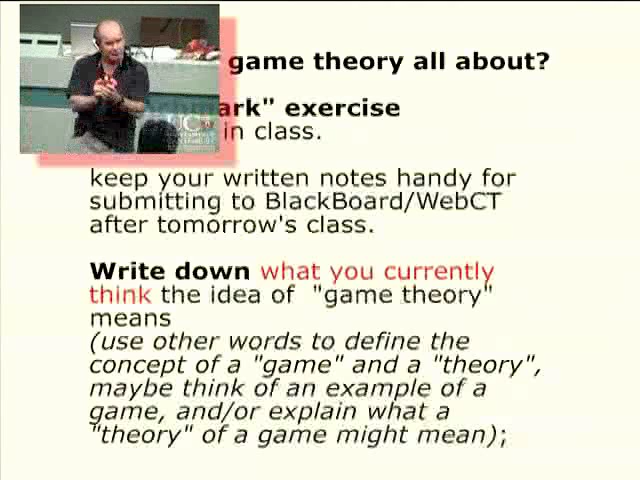 game theory all about?
hmark" exercise
in class.
keep your written notes handy for
submitting to BlackBoard/WebCT
after tomorrow's class.
Write down what you currently
think the idea of "game theory"
means
(use other words to define the
concept of a "game" and a "theory",
maybe think of an example of a
game, and/or explain what a
"theory" of a game might mean);